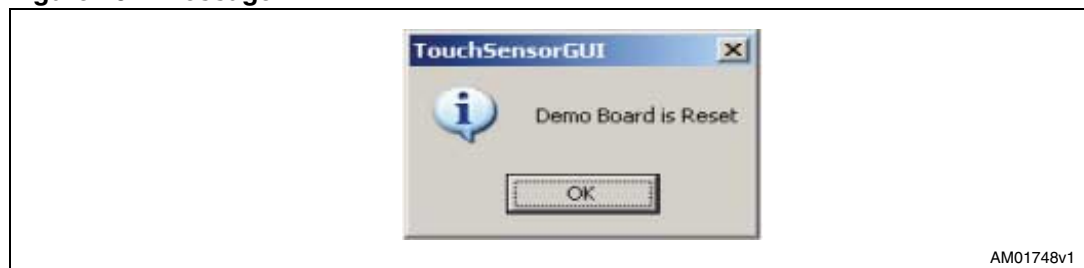 TouchSensorGUI
Demo Board is Reset
OK
AM01748v1